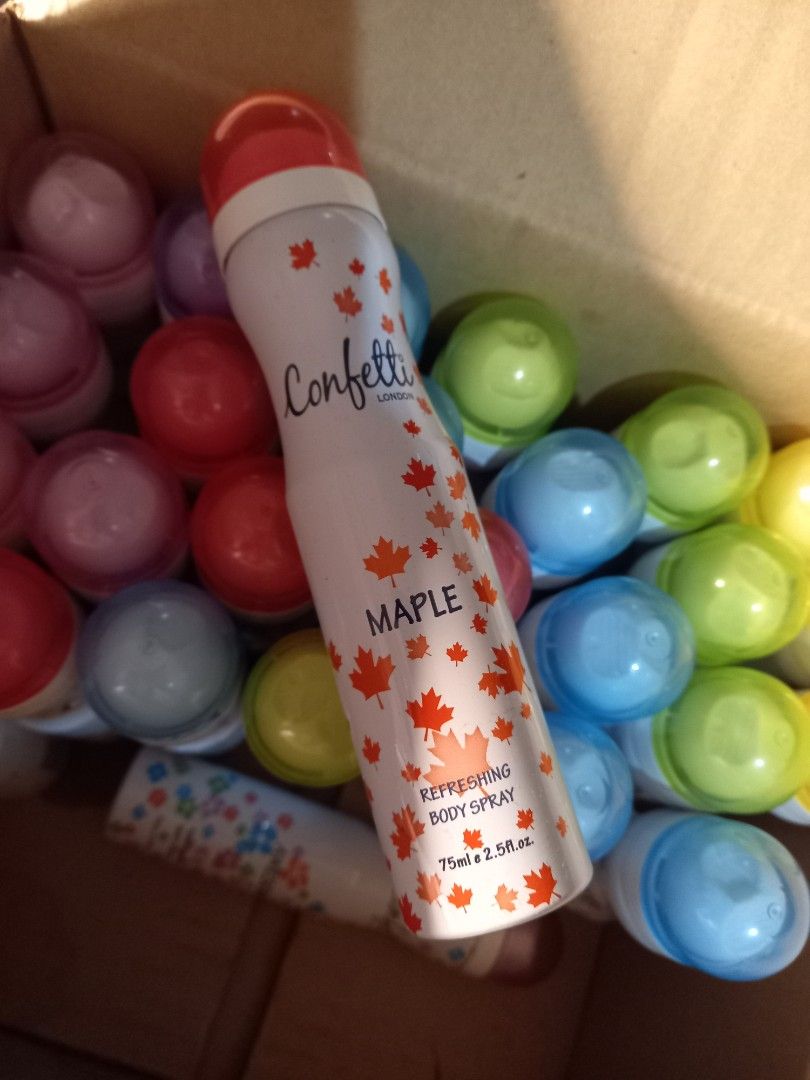 Confetti
LONDON
MAPLE
REFRESHING
BODY SPRAY
75ml e 2.5fl.oz.